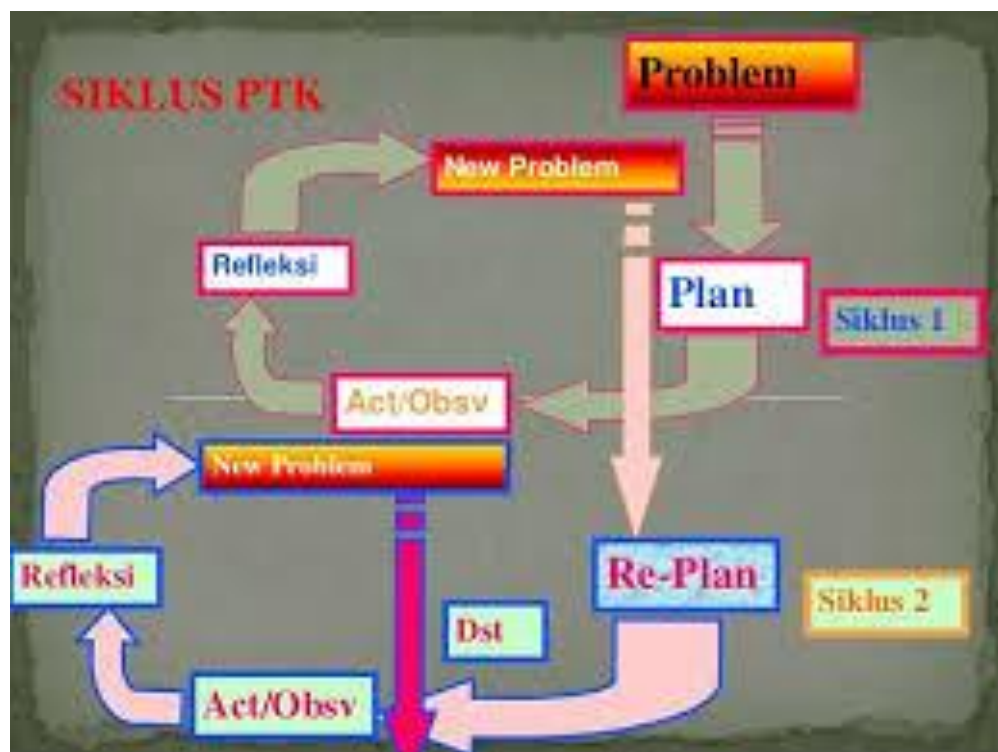 SIKLUS PTK
Problem
New Problem
Refleksi
Plan
Siklus 1
Act/Obsv
New Problem
Refleksi
Re-Plan
Siklus 2
Dst
Act/Obsv